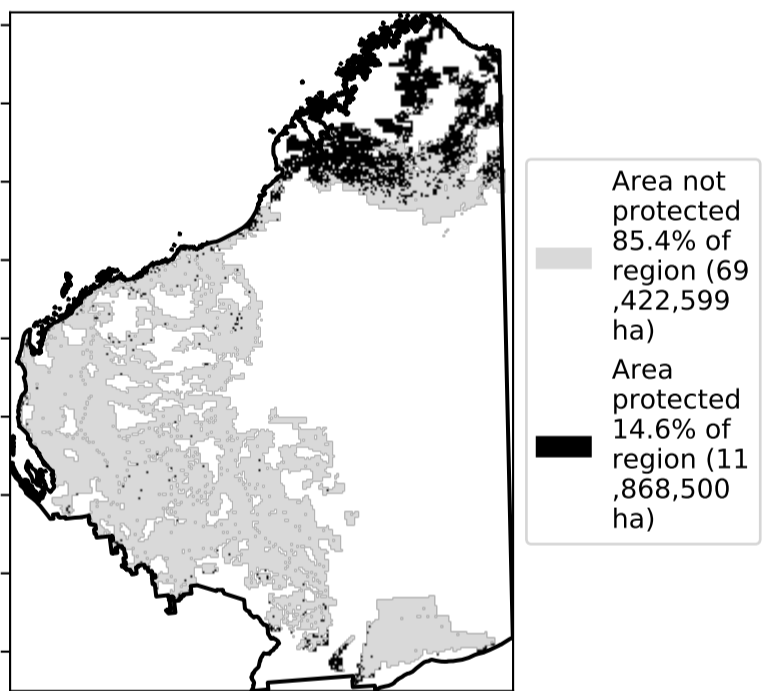 Area not
protected
85.4% of
region (69
,422,599
ha)
Area
protected
14.6% of
region (11
,868,500
ha)